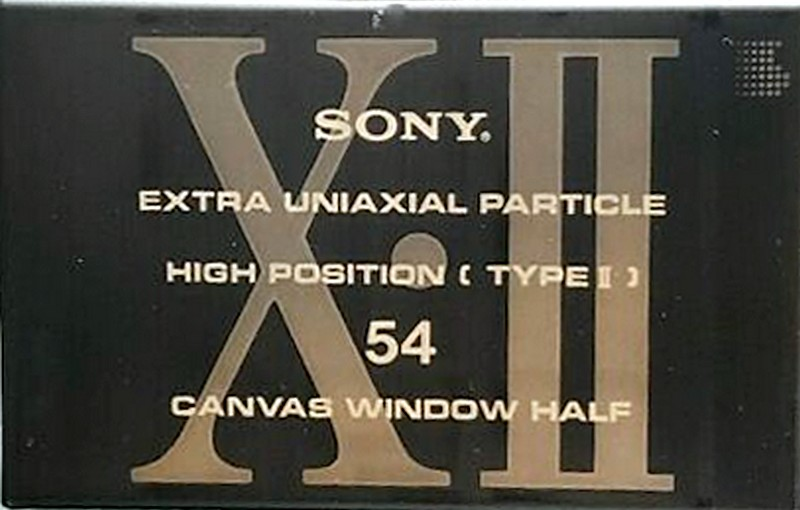 X·II
SONY®
EXTRA UNIAXIAL PARTICLE
HIGH POSITION ( TYPE II )
54
CANVAS WINDOW HALF